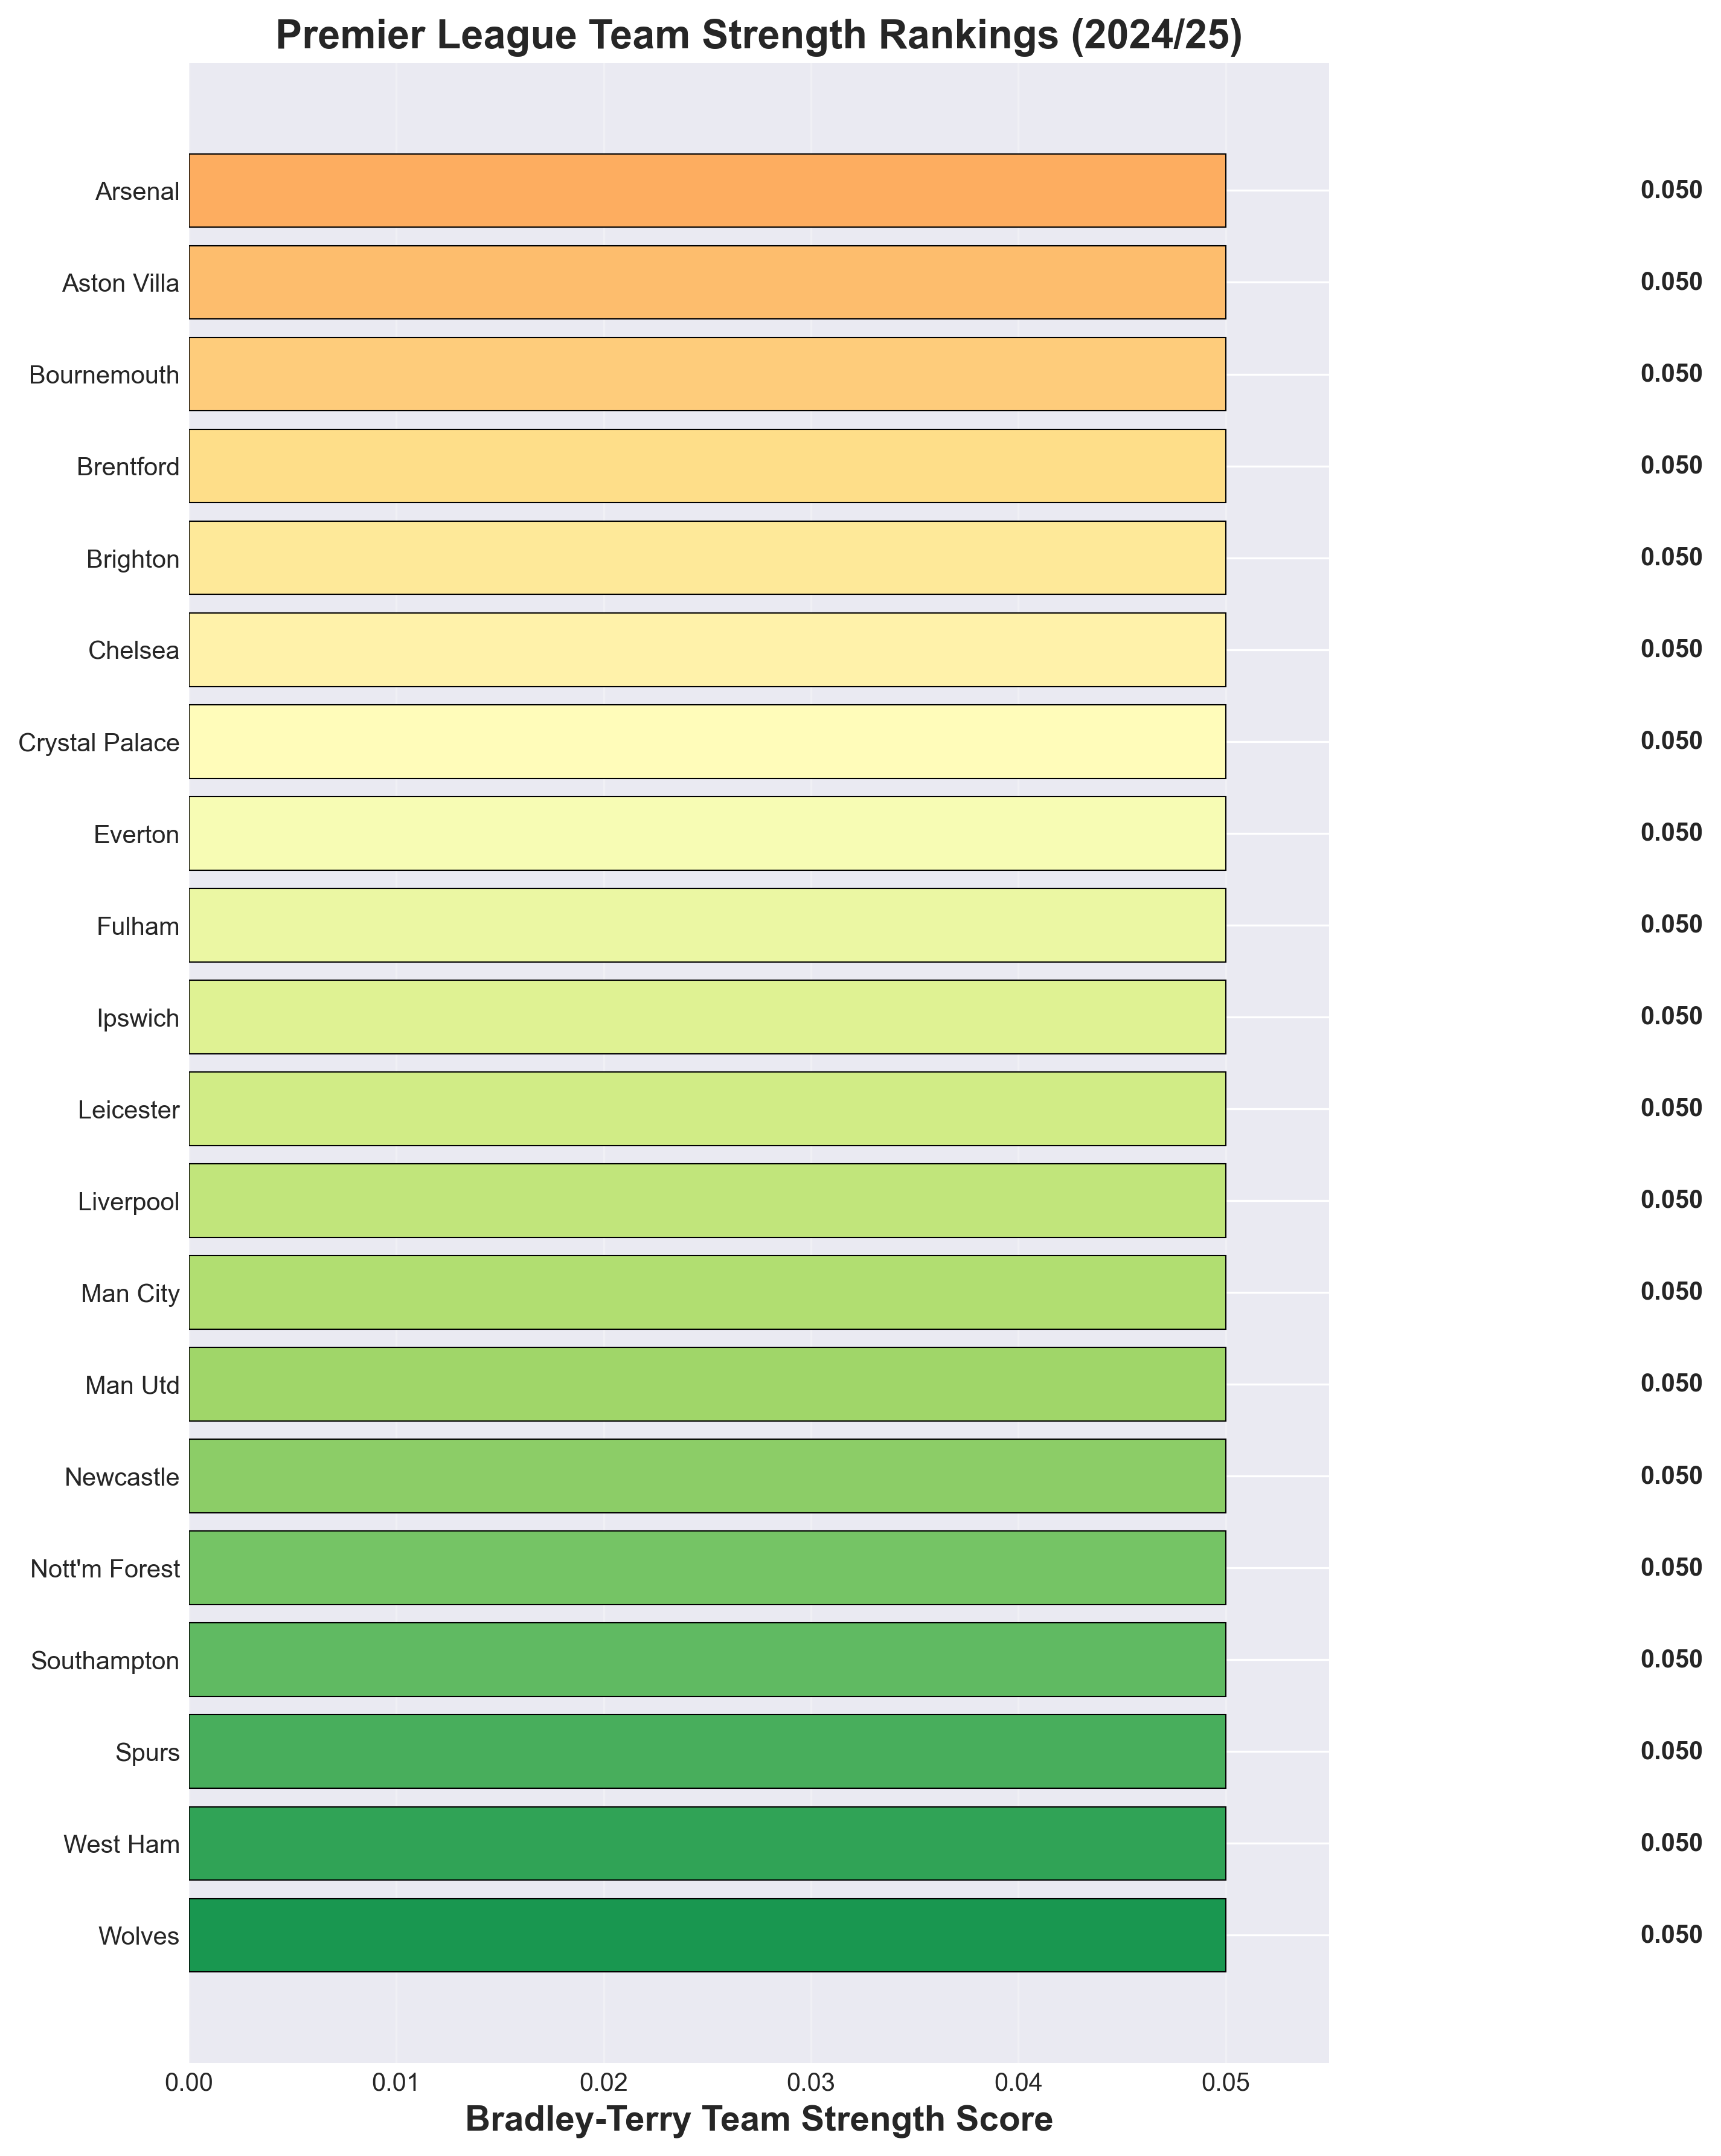 Premier League Team Strength Rankings (2024/25)
Arsenal 0.050
Aston Villa 0.050
Bournemouth 0.050
Brentford 0.050
Brighton 0.050
Chelsea 0.050
Crystal Palace 0.050
Everton 0.050
Fulham 0.050
Ipswich 0.050
Leicester 0.050
Liverpool 0.050
Man City 0.050
Man Utd 0.050
Newcastle 0.050
Nott'm Forest 0.050
Southampton 0.050
Spurs 0.050
West Ham 0.050
Wolves 0.050
0.00 0.01 0.02 0.03 0.04 0.05
Bradley-Terry Team Strength Score